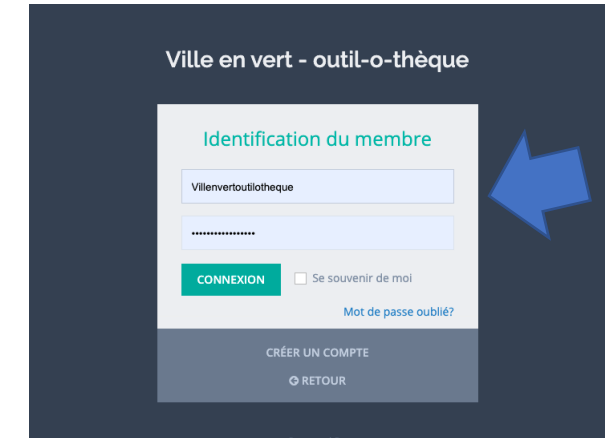 Ville en vert - outil-o-thèque
Identification du membre
Villenvertoutilotheque
•••••••••••••••••
CONNEXION
Se souvenir de moi
Mot de passe oublié?
CRÉER UN COMPTE
RETOUR